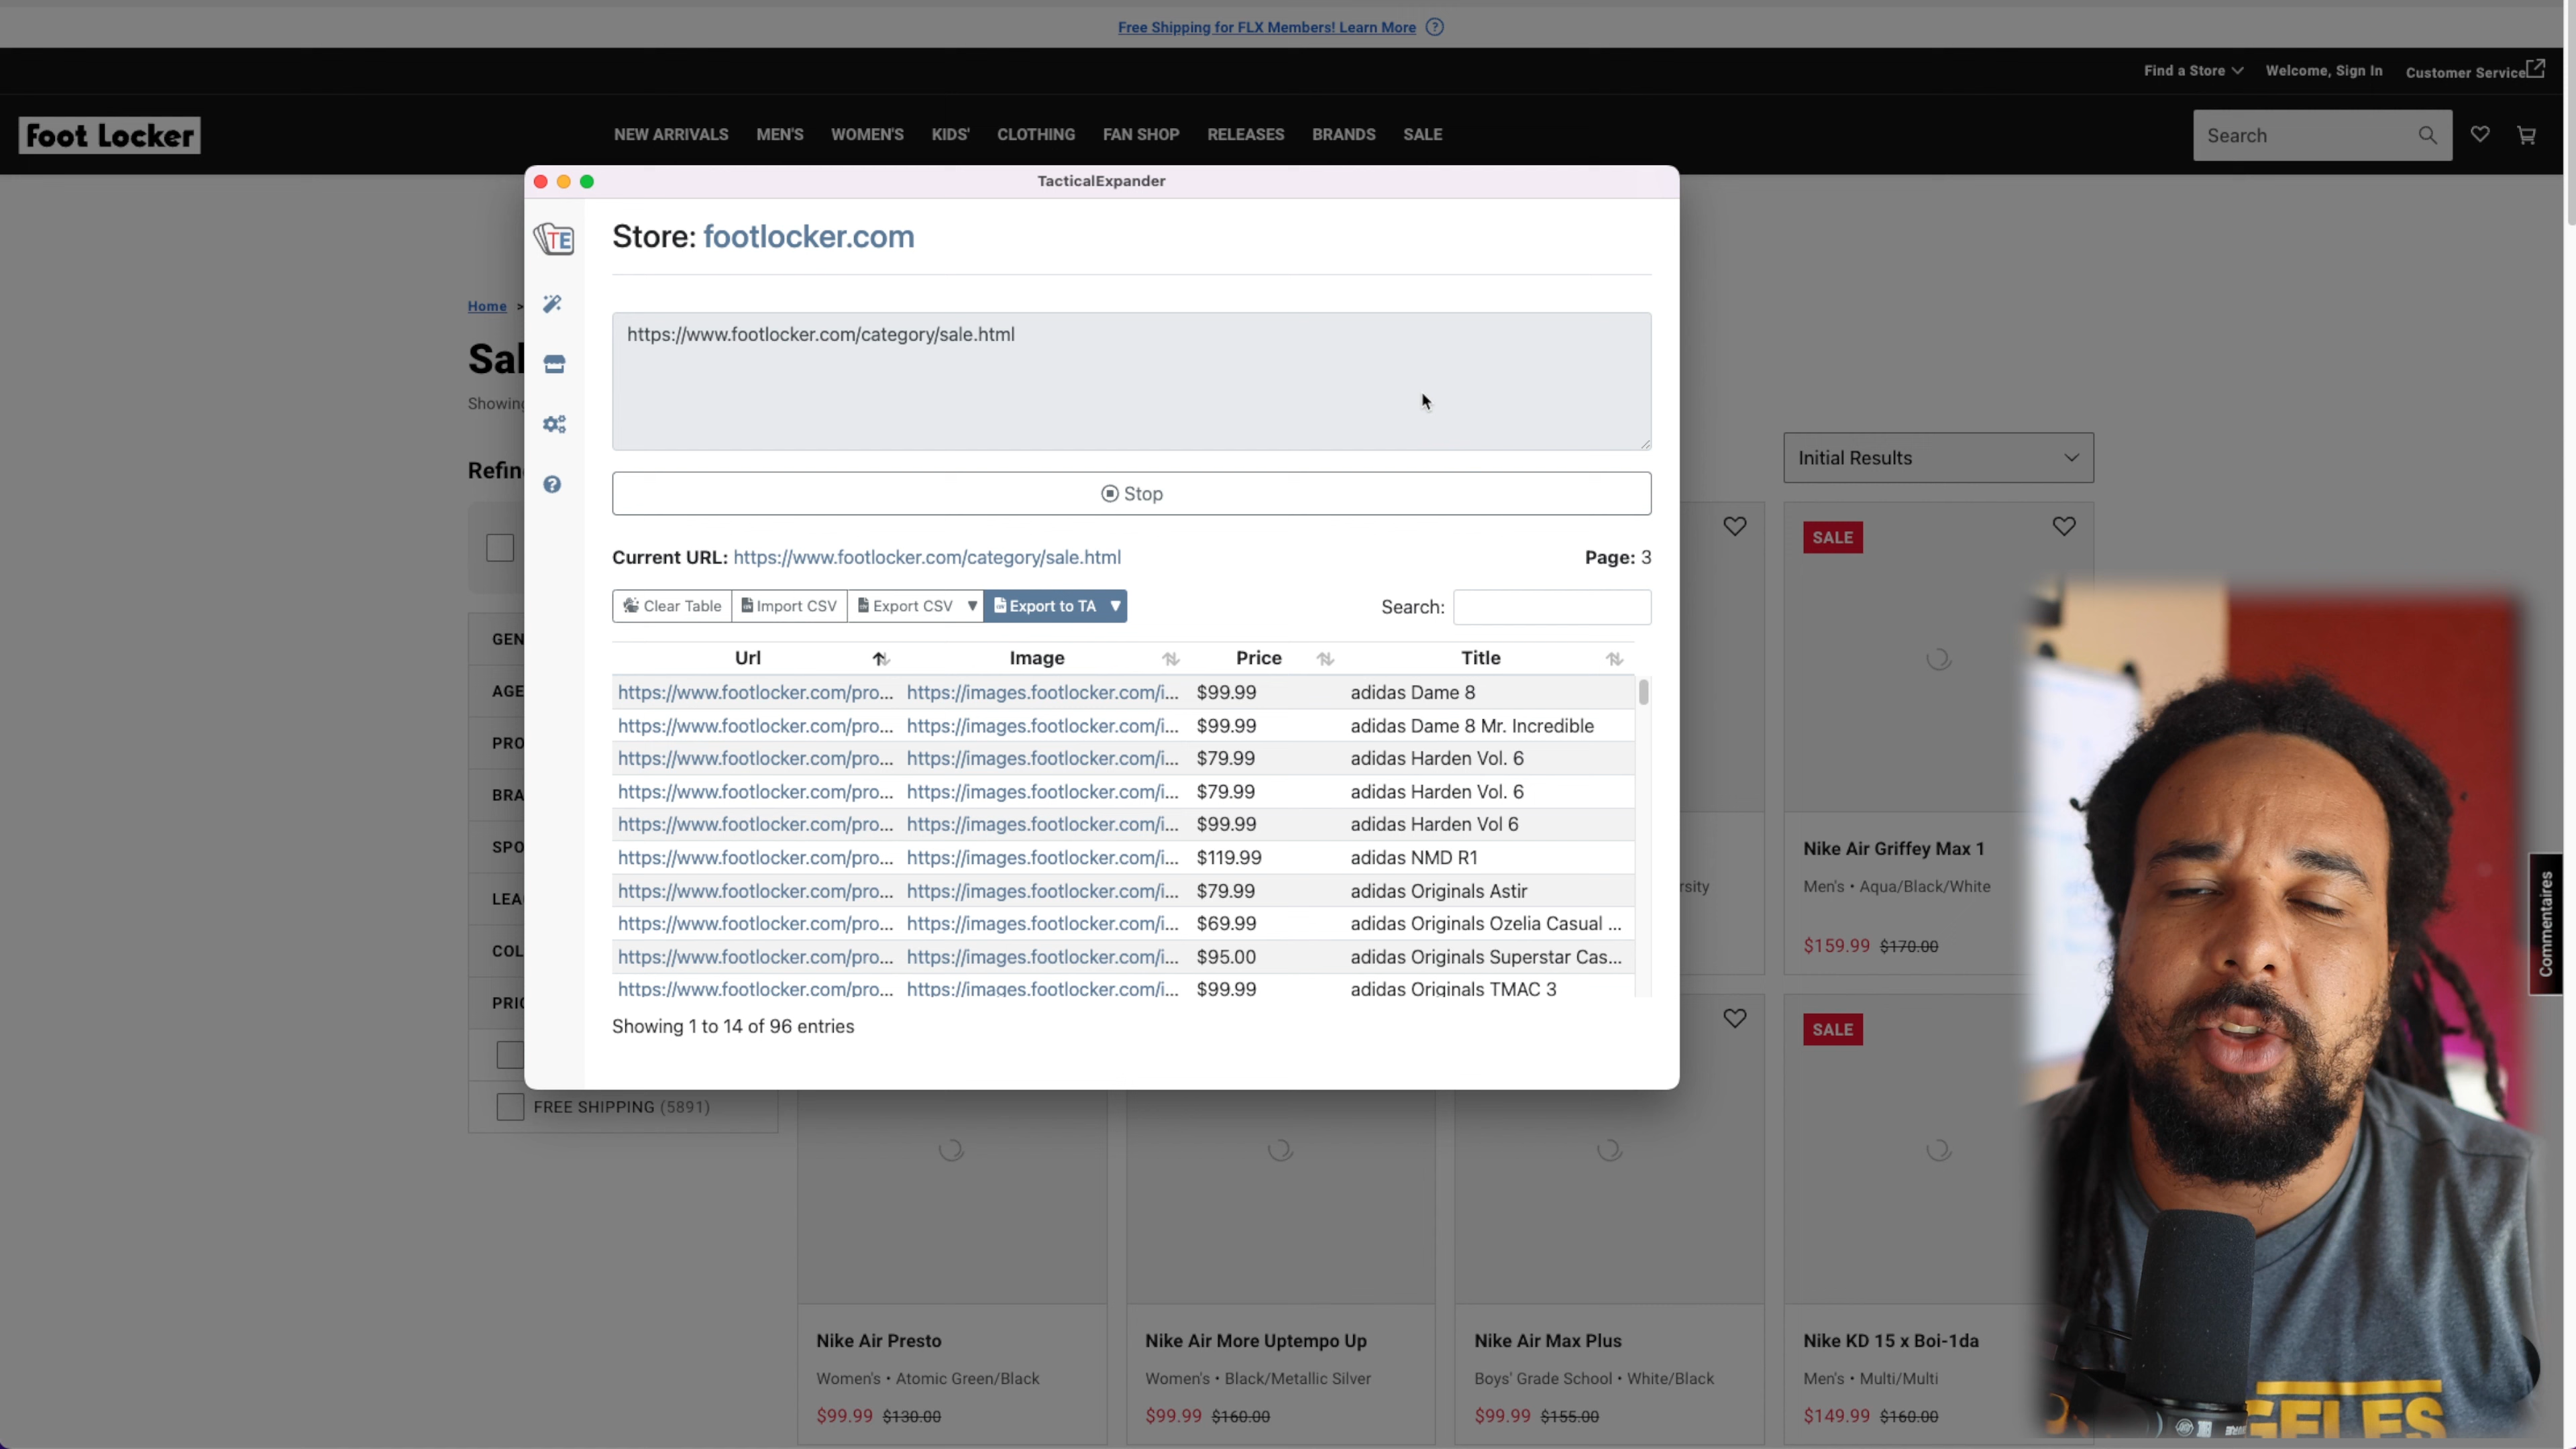 Free Shipping for FLX Members! Learn More ?
Find a Store Welcome, Sign In Customer Service
Foot Locker NEW ARRIVALS MEN'S WOMEN'S KIDS' CLOTHING FAN SHOP RELEASES BRANDS SALE Search
TacticalExpander
TE
Store: footlocker.com
Home >
https://www.footlocker.com/category/sale.html
Sal
Showing
Refin
Initial Results
Stop
SALE
Current URL: https://www.footlocker.com/category/sale.html Page: 3
Clear Table Import CSV Export CSV ▼ Export to TA ▼ Search:
GEN
AGE
PRO
BRA
SPO
LEA
COL
PRIC
Url Image Price Title
https://www.footlocker.com/pro... https://images.footlocker.com/i... $99.99 adidas Dame 8
https://www.footlocker.com/pro... https://images.footlocker.com/i... $99.99 adidas Dame 8 Mr. Incredible
https://www.footlocker.com/pro... https://images.footlocker.com/i... $79.99 adidas Harden Vol. 6
https://www.footlocker.com/pro... https://images.footlocker.com/i... $79.99 adidas Harden Vol. 6
https://www.footlocker.com/pro... https://images.footlocker.com/i... $99.99 adidas Harden Vol 6
https://www.footlocker.com/pro... https://images.footlocker.com/i... $119.99 adidas NMD R1
https://www.footlocker.com/pro... https://images.footlocker.com/i... $79.99 adidas Originals Astir
https://www.footlocker.com/pro... https://images.footlocker.com/i... $69.99 adidas Originals Ozelia Casual ...
https://www.footlocker.com/pro... https://images.footlocker.com/i... $95.00 adidas Originals Superstar Cas...
https://www.footlocker.com/pro... https://images.footlocker.com/i... $99.99 adidas Originals TMAC 3
Showing 1 to 14 of 96 entries
rsity
Nike Air Griffey Max 1
Men's • Aqua/Black/White
$159.99 $170.00
Commentaires
SALE
FREE SHIPPING (5891)
Nike Air Presto
Women's • Atomic Green/Black
$99.99 $130.00
Nike Air More Uptempo Up
Women's • Black/Metallic Silver
$99.99 $160.00
Nike Air Max Plus
Boys' Grade School • White/Black
$99.99 $155.00
Nike KD 15 x Boi-1da
Men's • Multi/Multi
$149.99 $160.00
GELES